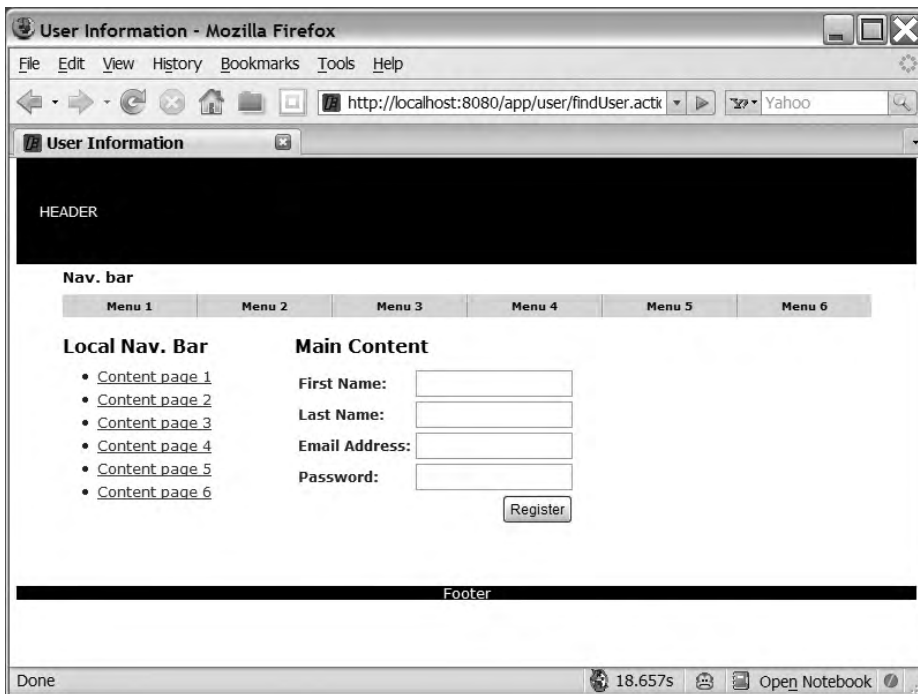 User Information - Mozilla Firefox
File Edit View History Bookmarks Tools Help
http://localhost:8080/app/user/findUser.actio Yahoo
User Information
HEADER
Nav. bar
Menu 1 Menu 2 Menu 3 Menu 4 Menu 5 Menu 6
Local Nav. Bar
Content page 1
Content page 2
Content page 3
Content page 4
Content page 5
Content page 6
Main Content
First Name:
Last Name:
Email Address:
Password:
Register
Footer
Done 18.657s Open Notebook